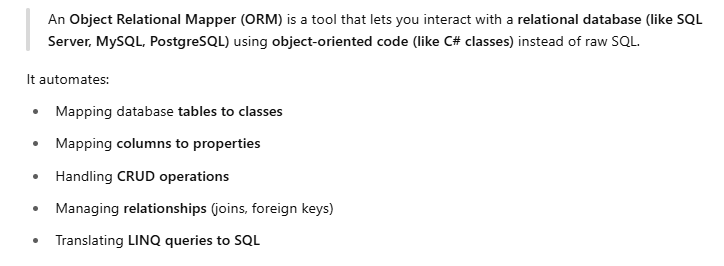 An Object Relational Mapper (ORM) is a tool that lets you interact with a relational database (like SQL
Server, MySQL, PostgreSQL) using object-oriented code (like C# classes) instead of raw SQL.
It automates:
• Mapping database tables to classes
• Mapping columns to properties
• Handling CRUD operations
• Managing relationships (joins, foreign keys)
• Translating LINQ queries to SQL